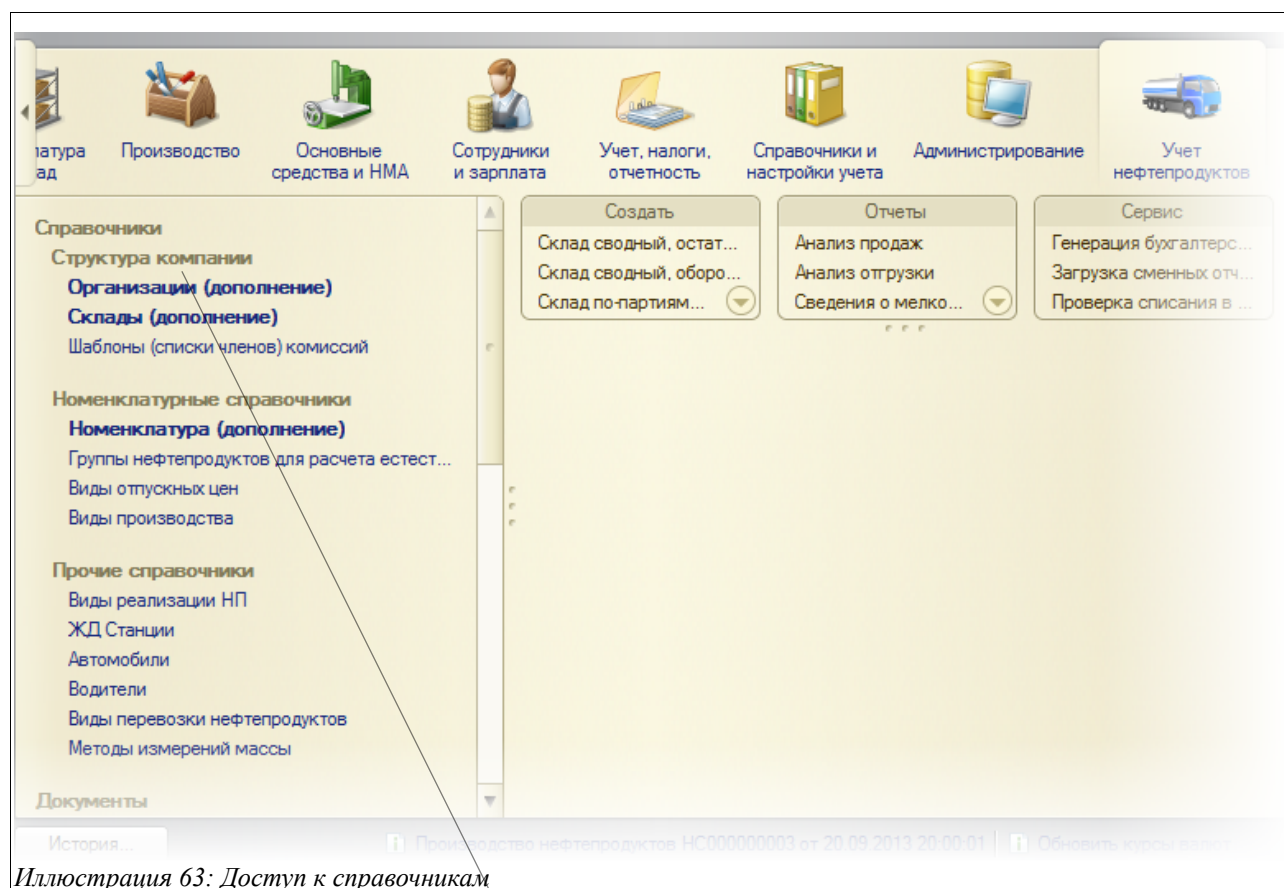 латура
ад
Производство
Основные
средства и НМА
Сотрудники
и зарплата
Учет, налоги,
отчетность
Справочники и
настройки учета
Администрирование
Учет
нефтепродуктов
Справочники
Структура компании
Организации (дополнение)
Склады (дополнение)
Шаблоны (списки членов) комиссий
Номенклатурные справочники
Номенклатура (дополнение)
Группы нефтепродуктов для расчета естест...
Виды отпускных цен
Виды производства
Прочие справочники
Виды реализации НП
ЖД Станции
Автомобили
Водители
Виды перевозки нефтепродуктов
Методы измерений массы
Документы
Создать
Склад сводный, остат...
Склад сводный, оборо...
Склад по-партиям...
Отчеты
Анализ продаж
Анализ отгрузки
Сведения о мелко...
Сервис
Генерация бухгалтерс...
Загрузка сменных отч...
Проверка списания в ...
История...
Производство нефтепродуктов НС000000003 от 20.09.2013 20:00:01
Обновить курсы валют
Иллюстрация 63: Доступ к справочникам